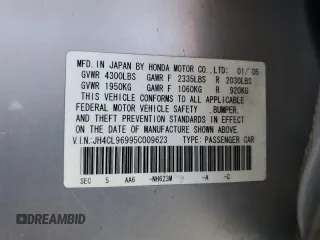 MFD. IN JAPAN BY HONDA MOTOR CO.,LTD. 01/'05
GVWR 4300LBS GAWR F 2335LBS R 2030LBS
GVWR 1950KG GAWR F 1060KG R 920KG
THIS VEHICLE CONFORMS TO ALL APPLICABLE
FEDERAL MOTOR VEHICLE SAFETY ,BUMPER,
AND THEFT PREVENTION STANDARDS IN EFFECT ON
THE DATE OF MANUFACTURE SHOWN ABOVE.
V.I.N.:JH4CL96995C009623 TYPE: PASSENGER CAR
SEC 5 AA6 -NH623M -A
DREAMBID